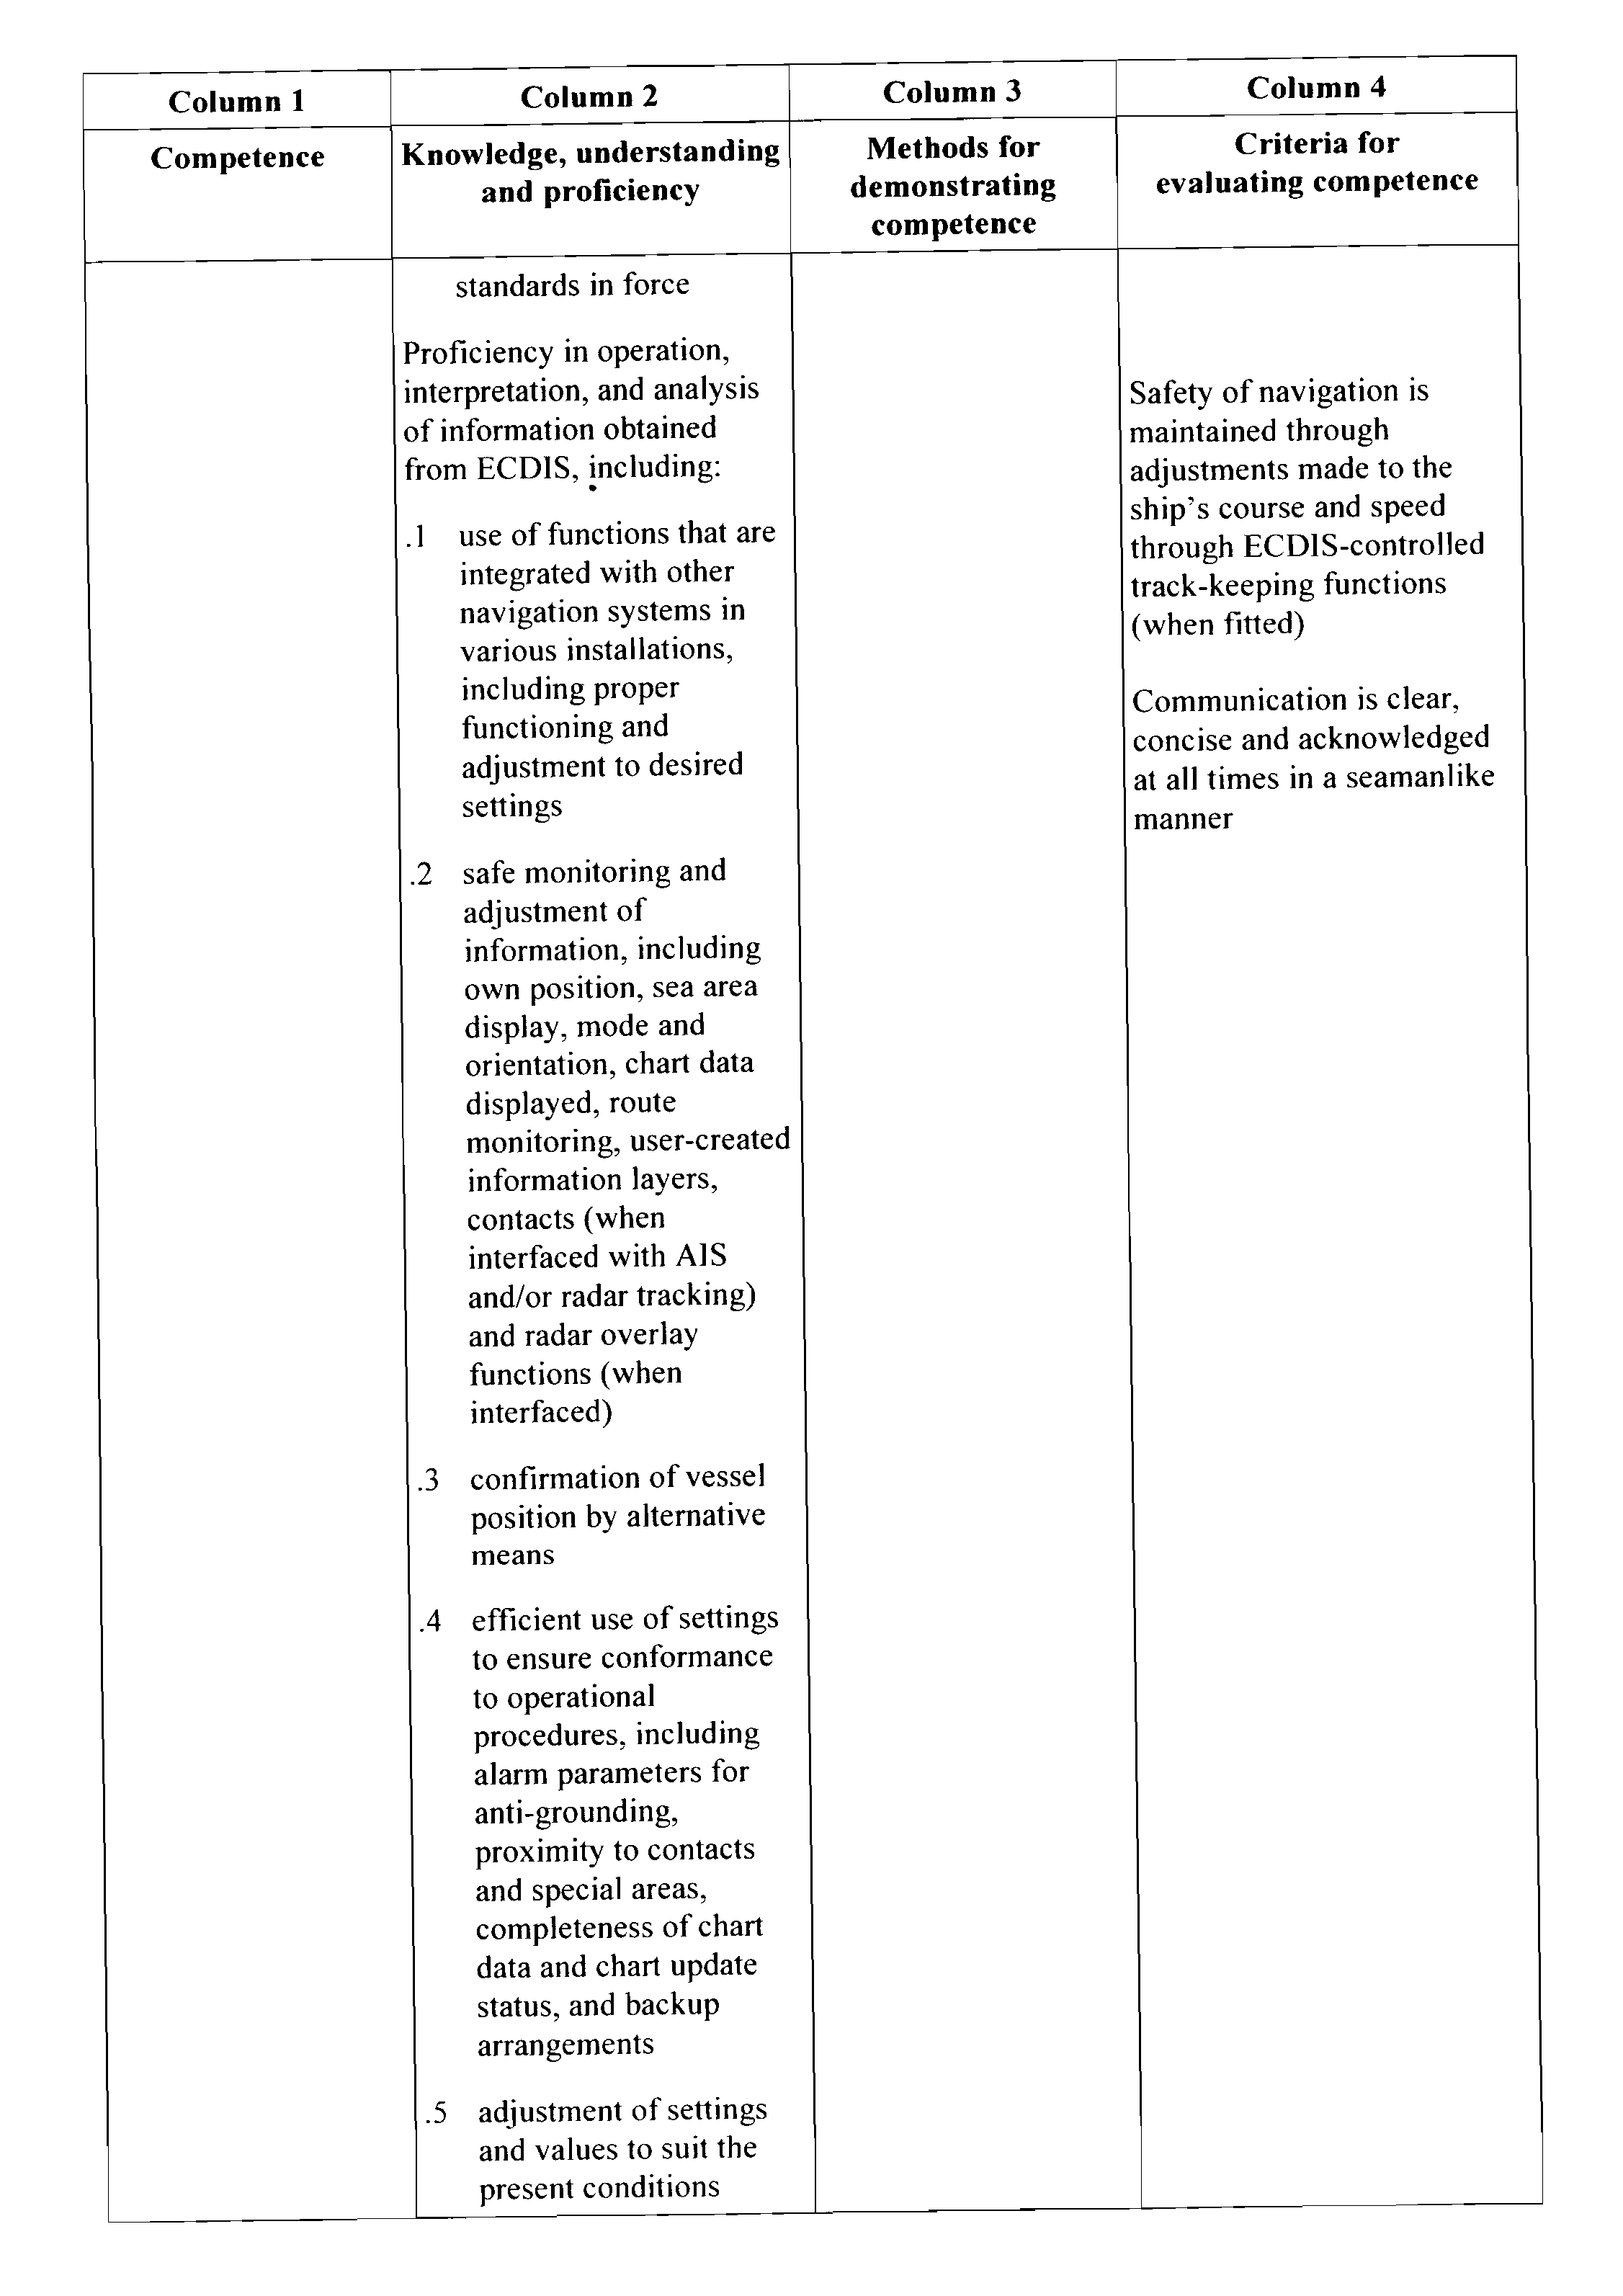 Column 1
Column 2
Column 3
Column 4
Competence
Knowledge, understanding
and proficiency
Methods for
demonstrating
competence
Criteria for
evaluating competence
standards in force
Proficiency in operation,
interpretation, and analysis
of information obtained
from ECDIS, including:
.1 use of functions that are
integrated with other
navigation systems in
various installations,
including proper
functioning and
adjustment to desired
settings
.2 safe monitoring and
adjustment of
information, including
own position, sea area
display, mode and
orientation, chart data
displayed, route
monitoring, user-created
information layers,
contacts (when
interfaced with AIS
and/or radar tracking)
and radar overlay
functions (when
interfaced)
.3 confirmation of vessel
position by alternative
means
.4 efficient use of settings
to ensure conformance
to operational
procedures, including
alarm parameters for
anti-grounding,
proximity to contacts
and special areas,
completeness of chart
data and chart update
status, and backup
arrangements
.5 adjustment of settings
and values to suit the
present conditions
Safety of navigation is
maintained through
adjustments made to the
ship's course and speed
through ECDIS-controlled
track-keeping functions
(when fitted)
Communication is clear,
concise and acknowledged
at all times in a seamanlike
manner